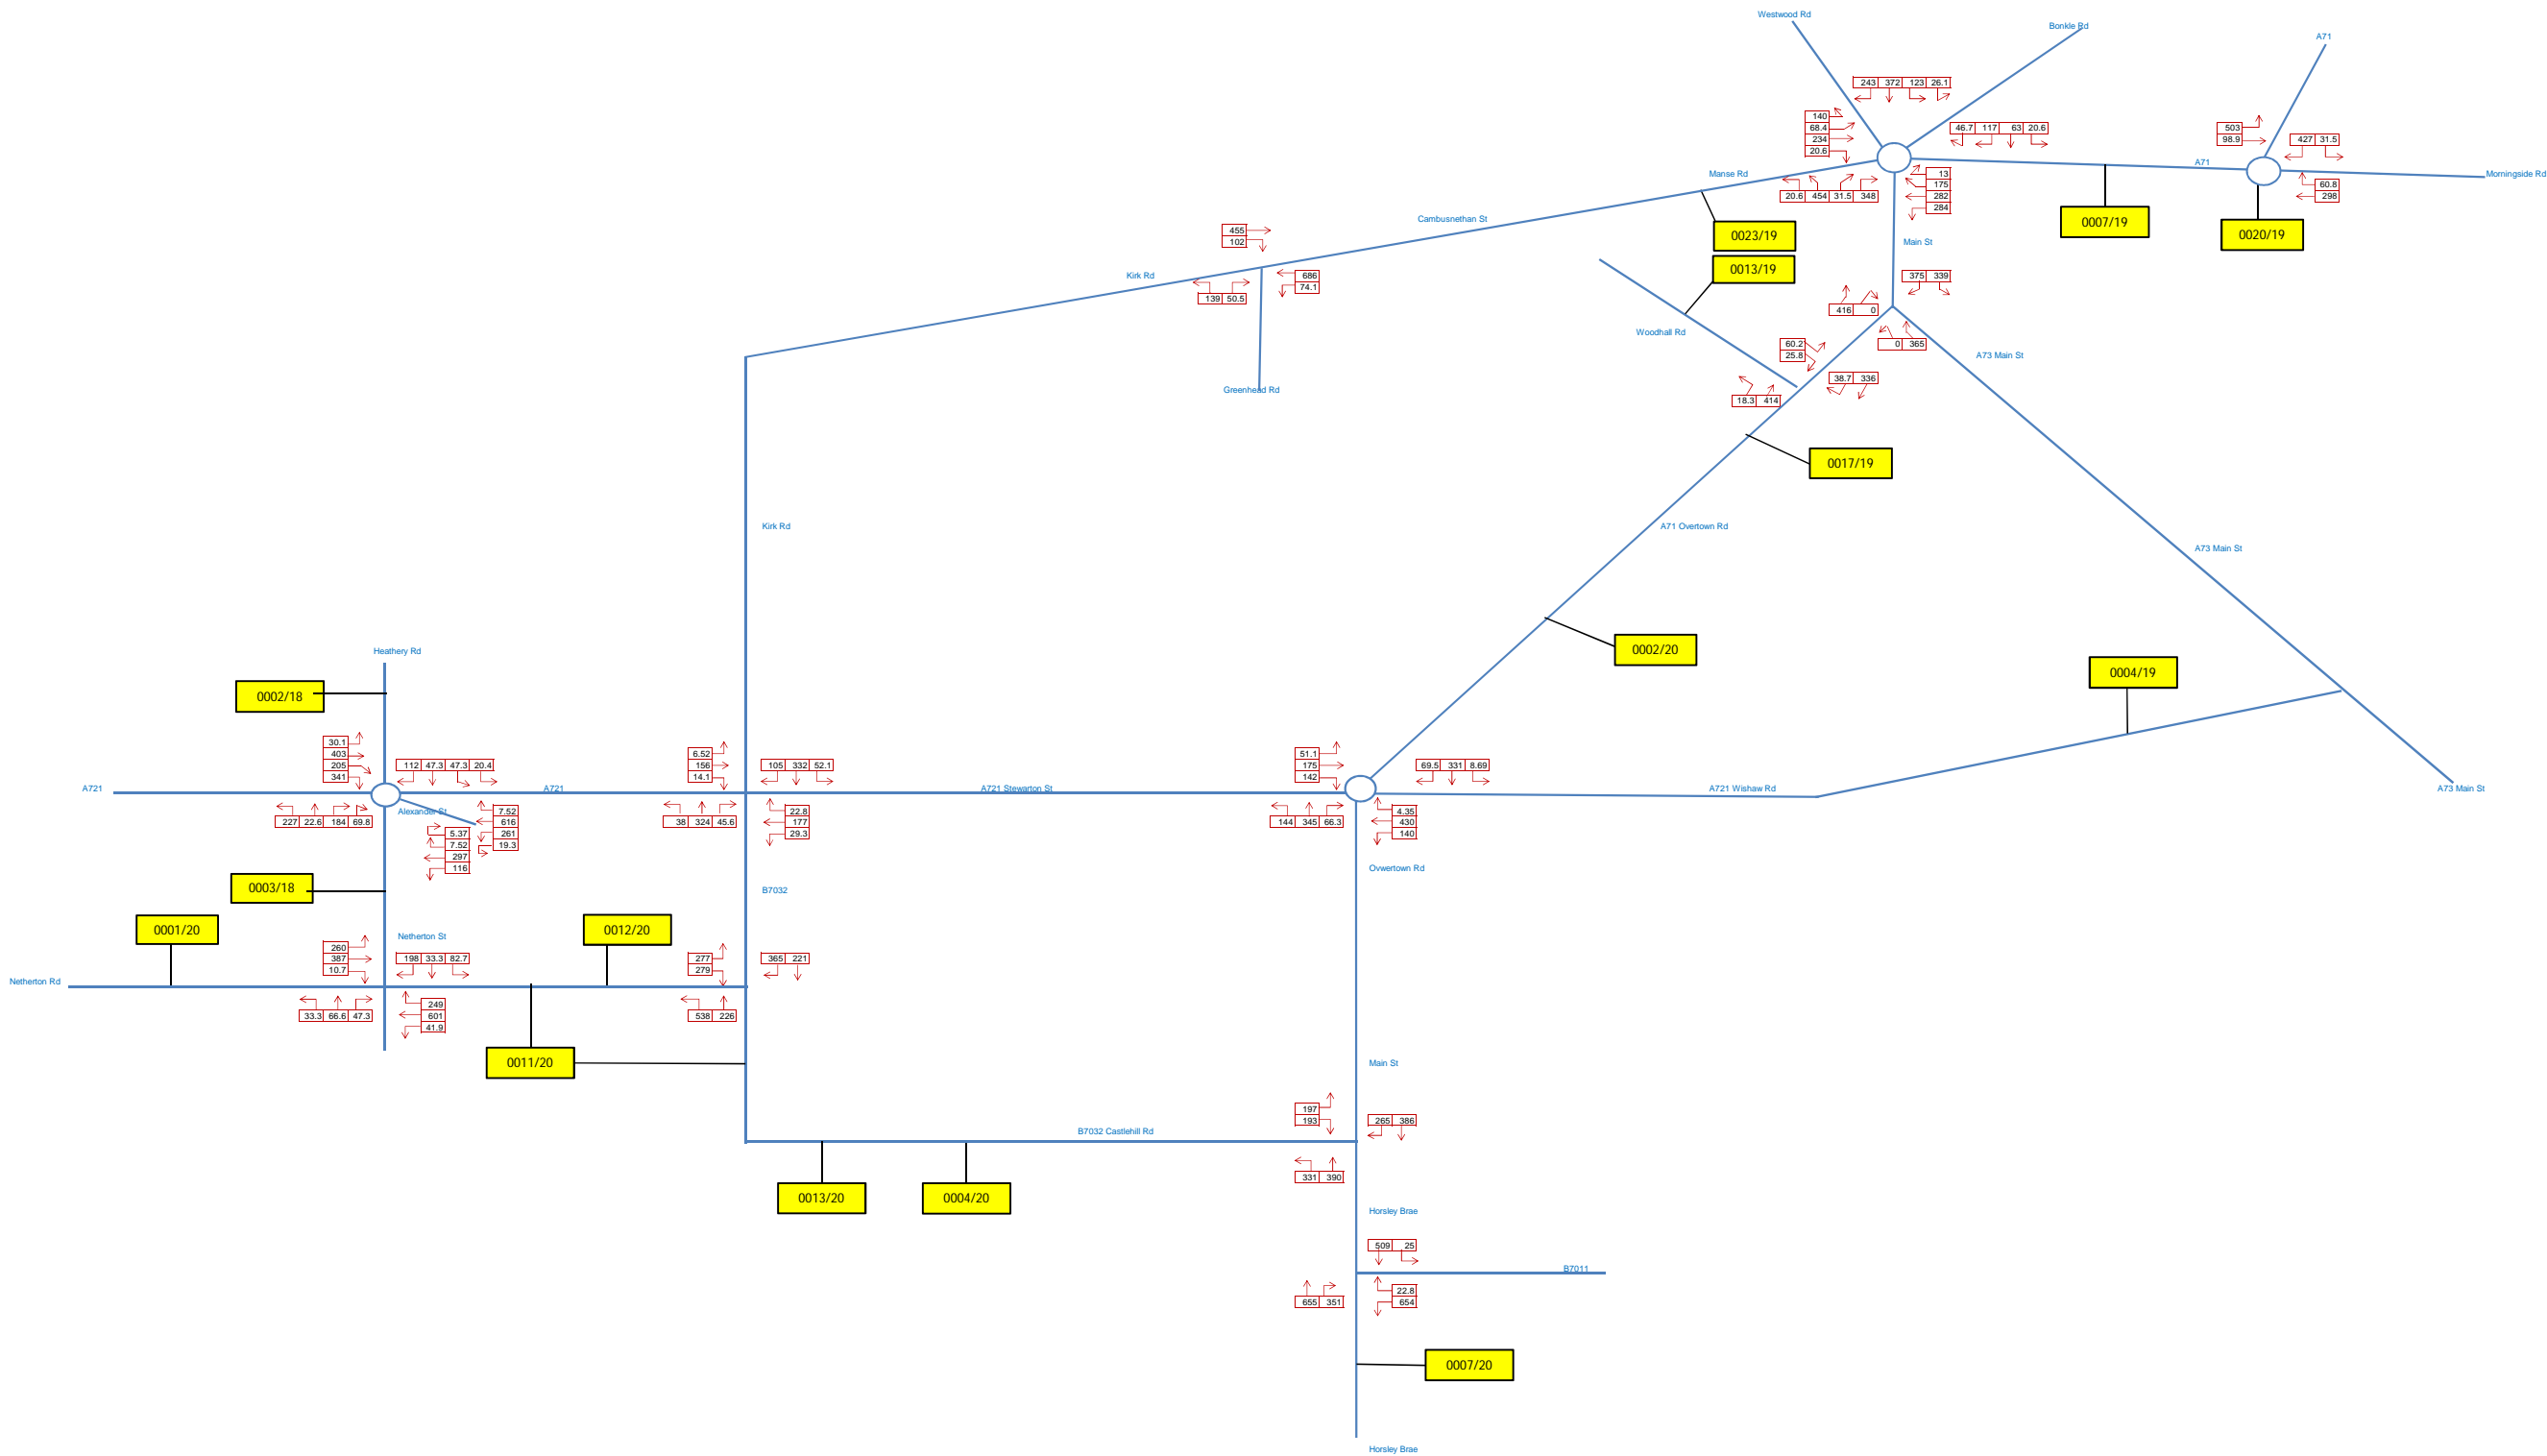 Westwood Rd
Bonkle Rd
A71
243 372 123 26.1
140
68.4
234
20.6
46.7 117 63 20.6
503
98.9
427 31.5
A71
Morningside Rd
Manse Rd
20.6 454 31.5 348
13
175
282
284
60.8
298
Cambusnethan St
0023/19
0007/19
0020/19
455
102
Main St
0013/19
Kirk Rd
686
74.1
139 50.5
375 339
416 0
Woodhall Rd
0 365
60.2
25.8
A73 Main St
38.7 336
Greenhead Rd
18.3 414
0017/19
Kirk Rd
A71 Overtown Rd
A73 Main St
Heathery Rd
0002/20
0004/19
0002/18
30.1
403
205
341
112 47.3 47.3 20.4
6.52
156
14.1
105 332 52.1
51.1
175
142
69.5 331 8.69
A721
A721
A721 Stewarton St
A721 Wishaw Rd
A73 Main St
Alexander St
227 22.6 184 69.8
7.52
616
261
19.3
5.37
7.52
297
116
38 324 45.6
22.8
177
29.3
144 345 66.3
4.35
430
140
Ovwertown Rd
0003/18
B7032
0001/20
0012/20
Netherton St
260
387
10.7
198 33.3 82.7
277
279
365 221
Netherton Rd
33.3 66.6 47.3
249
601
41.9
538 226
0011/20
Main St
197
193
265 386
B7032 Castlehill Rd
331 390
0013/20
0004/20
Horsley Brae
509 25
B7011
655 351
22.8
654
0007/20
Horsley Brae